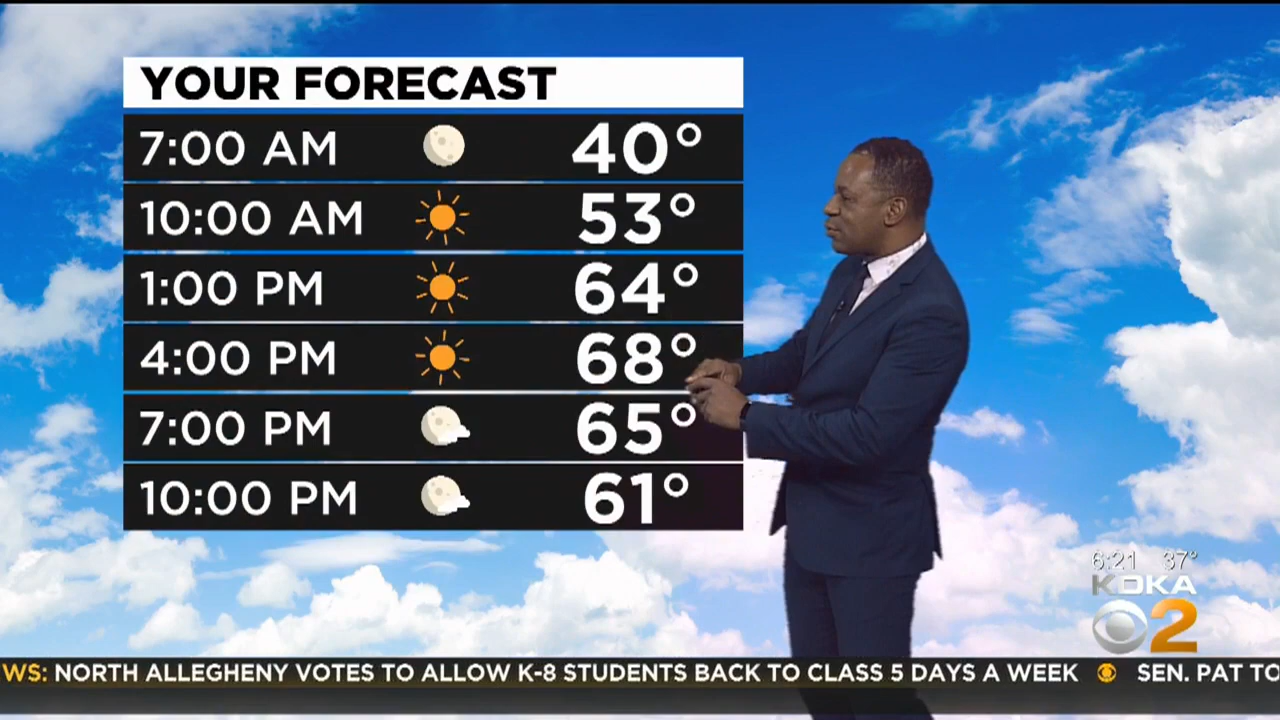 YOUR FORECAST
7:00 AM 40°
10:00 AM 53°
1:00 PM 64°
4:00 PM 68°
7:00 PM 65°
10:00 PM 61°
6:21 37°
KDKA
2
WS: NORTH ALLEGHENY VOTES TO ALLOW K-8 STUDENTS BACK TO CLASS 5 DAYS A WEEK SEN. PAT TO